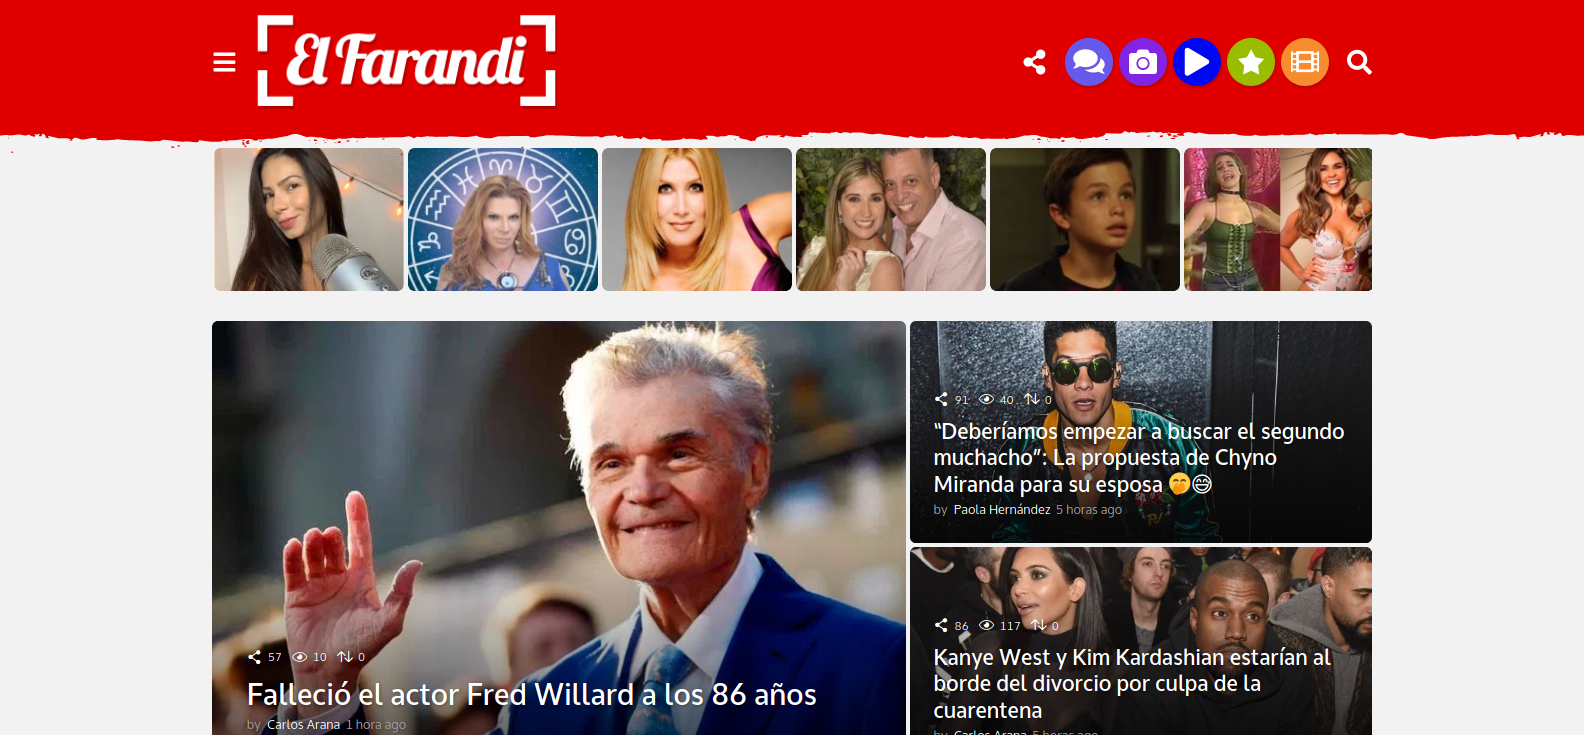 El Farandi
57 10 0
Falleció el actor Fred Willard a los 86 años
by Carlos Arana 1 hora ago
91 40 0
“Deberíamos empezar a buscar el segundo
muchacho”: La propuesta de Chyno
Miranda para su esposa 🤭😅
by Paola Hernández 5 horas ago
86 117 0
Kanye West y Kim Kardashian estarían al
borde del divorcio por culpa de la
cuarentena
by Carlos Arana 5 horas ago